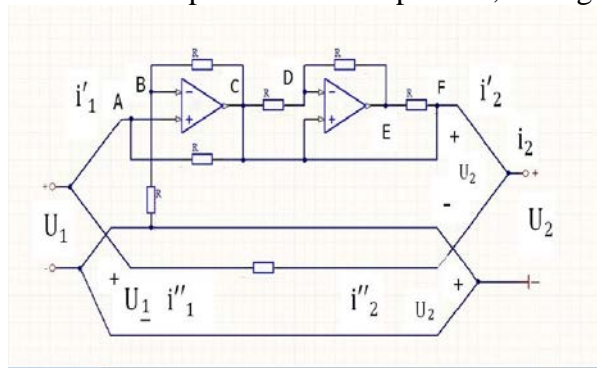 R R
B C D F
i'₁ A R R i'₂
- -
+ +
E + i₂
R U₂
+ R - +
U₁ U₂
- + +
U₁ i''₁ i''₂ U₂
-